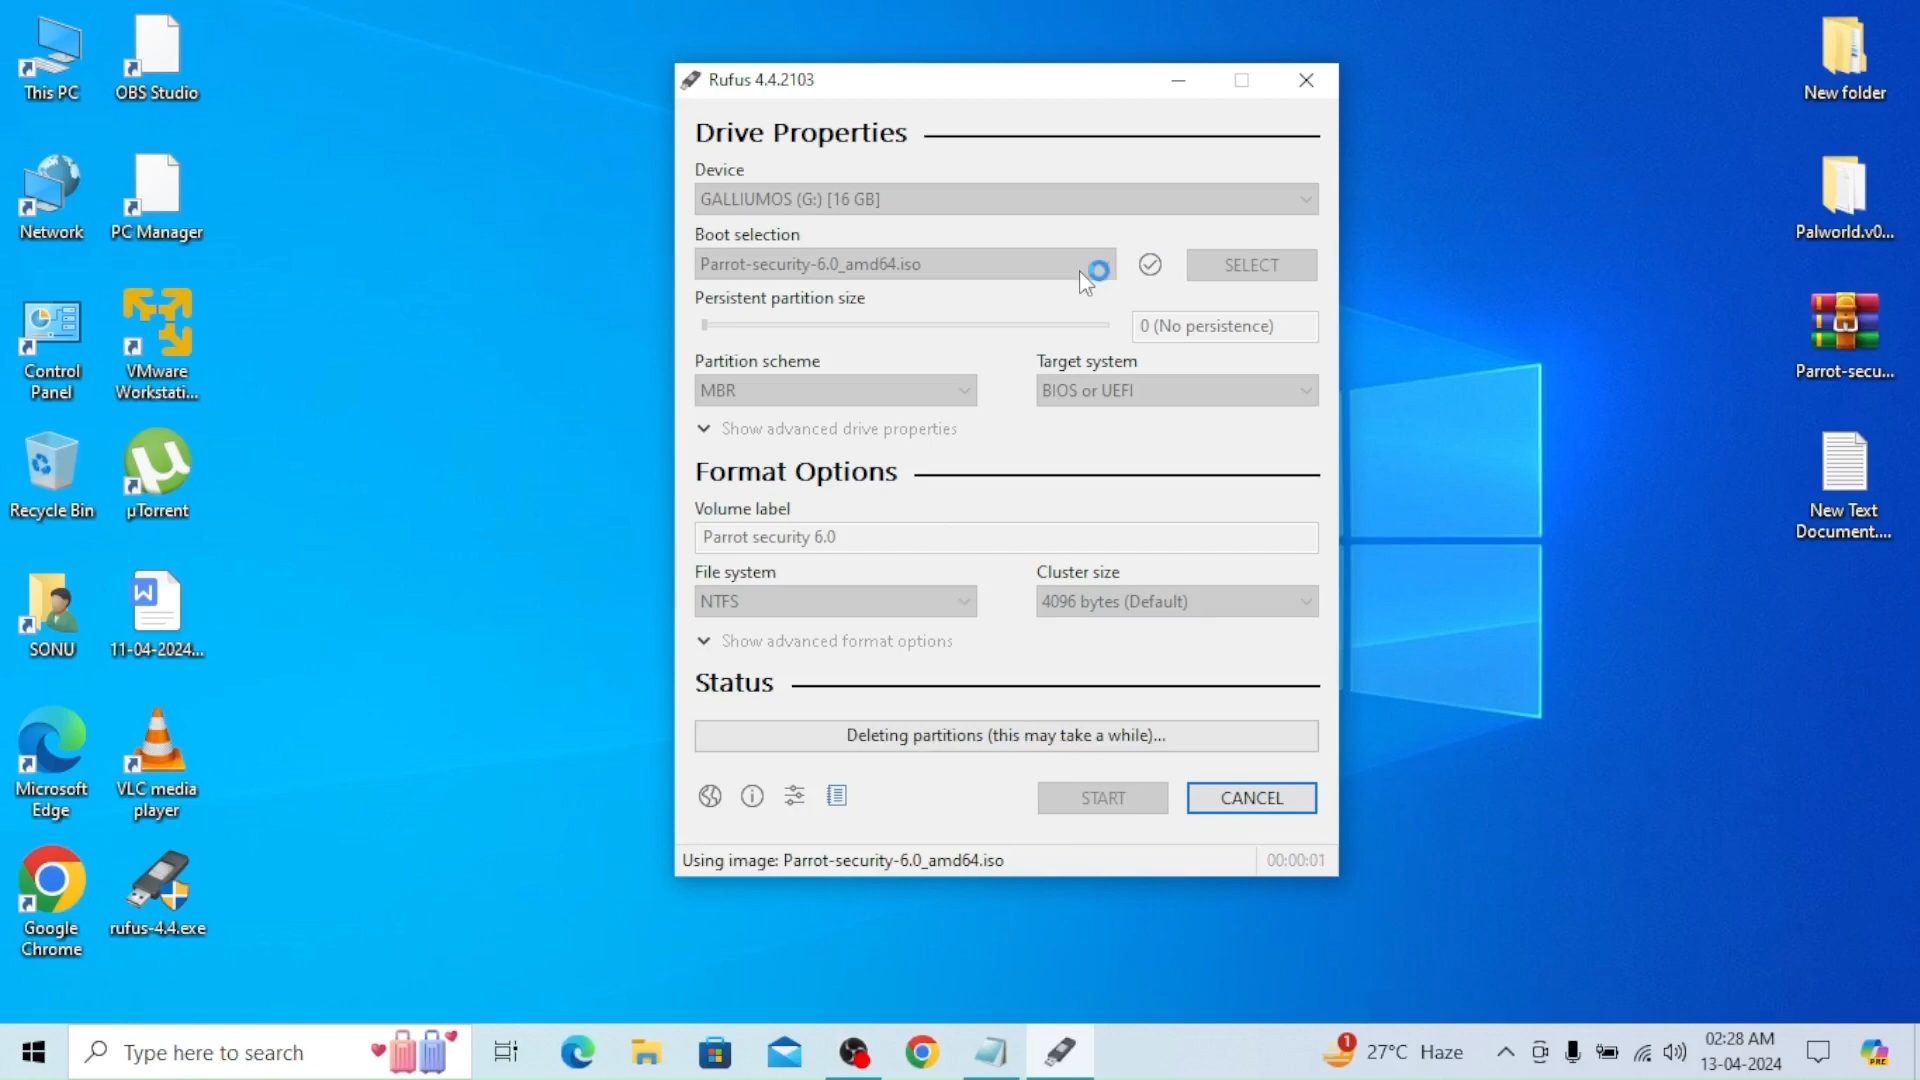 This PC
OBS Studio
Network
PC Manager
Control
Panel
VMware
Workstati...
Recycle Bin
µTorrent
SONU
11-04-2024...
Microsoft
Edge
VLC media
player
Google
Chrome
rufus-4.4.exe
Rufus 4.4.2103
Drive Properties
Device
GALLIUMOS (G:) [16 GB]
Boot selection
Parrot-security-6.0_amd64.iso
SELECT
Persistent partition size
0 (No persistence)
Partition scheme
Target system
MBR
BIOS or UEFI
Show advanced drive properties
Format Options
Volume label
Parrot security 6.0
File system
Cluster size
NTFS
4096 bytes (Default)
Show advanced format options
Status
Deleting partitions (this may take a while)...
START
CANCEL
Using image: Parrot-security-6.0_amd64.iso
00:00:01
New folder
Palworld.v0...
Parrot-secu...
New Text
Document....
Type here to search
1
27°C Haze
02:28 AM
13-04-2024
PRE